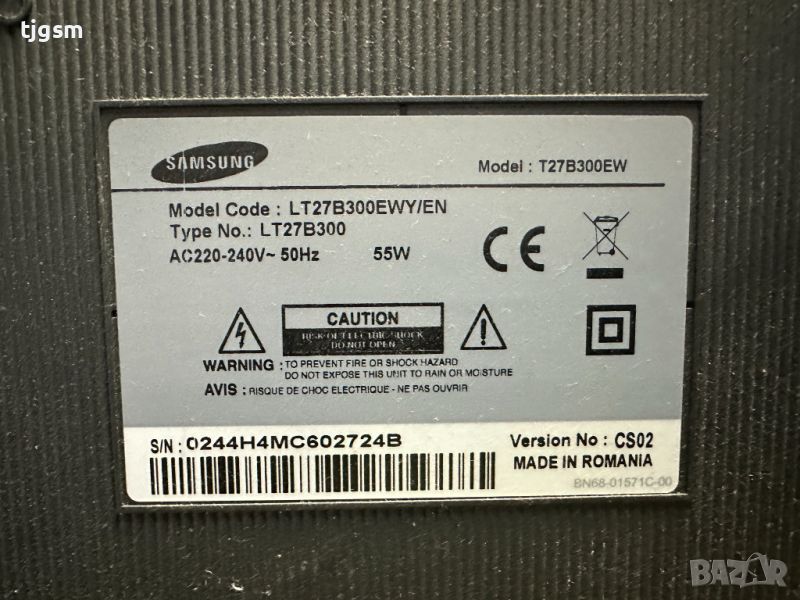 tjgsm
SAMSUNG
Model : T27B300EW
Model Code : LT27B300EWY/EN
Type No.: LT27B300
AC220-240V~ 50Hz 55W
CE
CAUTION
RISK OF ELECTRIC SHOCK
DO NOT OPEN
WARNING : TO PREVENT FIRE OR SHOCK HAZARD
DO NOT EXPOSE THIS UNIT TO RAIN OR MOISTURE
AVIS : RISQUE DE CHOC ELECTRIQUE - NE PAS OUVRIR
S/N : 0244H4MC602724B
Version No : CS02
MADE IN ROMANIA
BN68-01571C-00
BAZAR